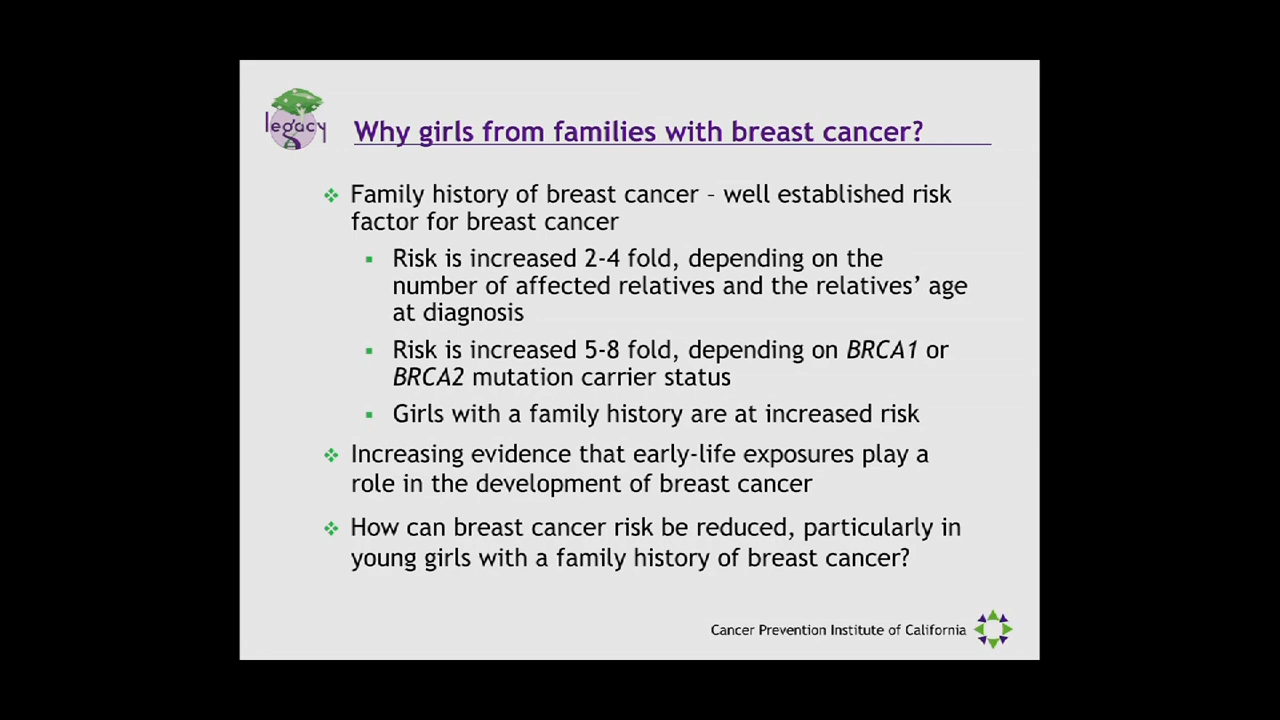 legacy
Why girls from families with breast cancer?
❖ Family history of breast cancer – well established risk
factor for breast cancer
▪ Risk is increased 2-4 fold, depending on the
number of affected relatives and the relatives’ age
at diagnosis
▪ Risk is increased 5-8 fold, depending on BRCA1 or
BRCA2 mutation carrier status
▪ Girls with a family history are at increased risk
❖ Increasing evidence that early-life exposures play a
role in the development of breast cancer
❖ How can breast cancer risk be reduced, particularly in
young girls with a family history of breast cancer?
Cancer Prevention Institute of California